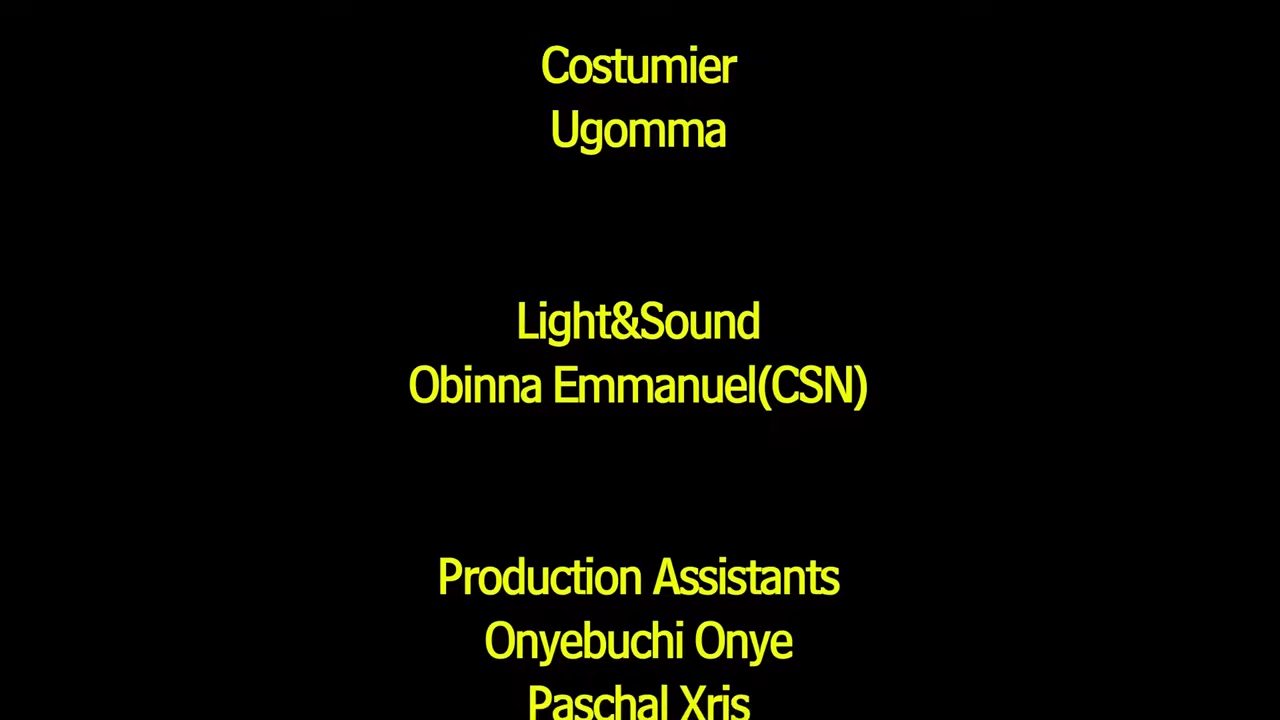 Costumier
Ugomma
Light&Sound
Obinna Emmanuel(CSN)
Production Assistants
Onyebuchi Onye
Paschal Xris